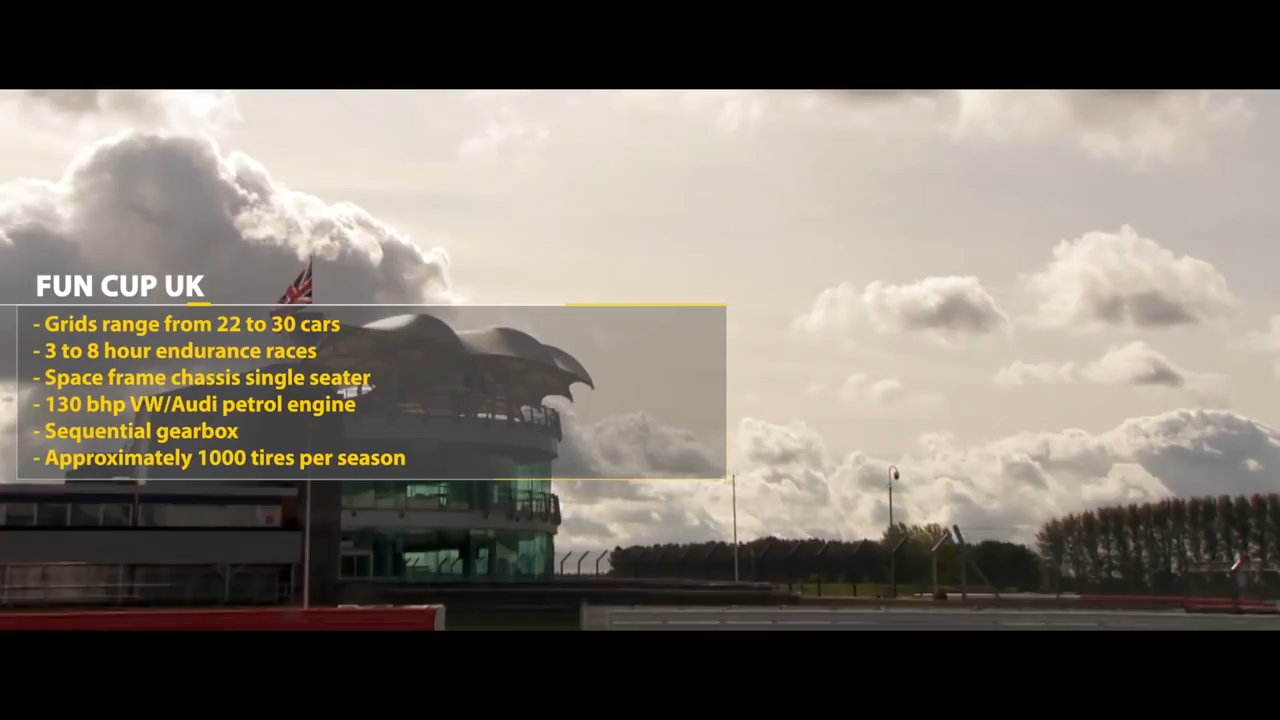 FUN CUP UK
- Grids range from 22 to 30 cars
- 3 to 8 hour endurance races
- Space frame chassis single seater
- 130 bhp VW/Audi petrol engine
- Sequential gearbox
- Approximately 1000 tires per season